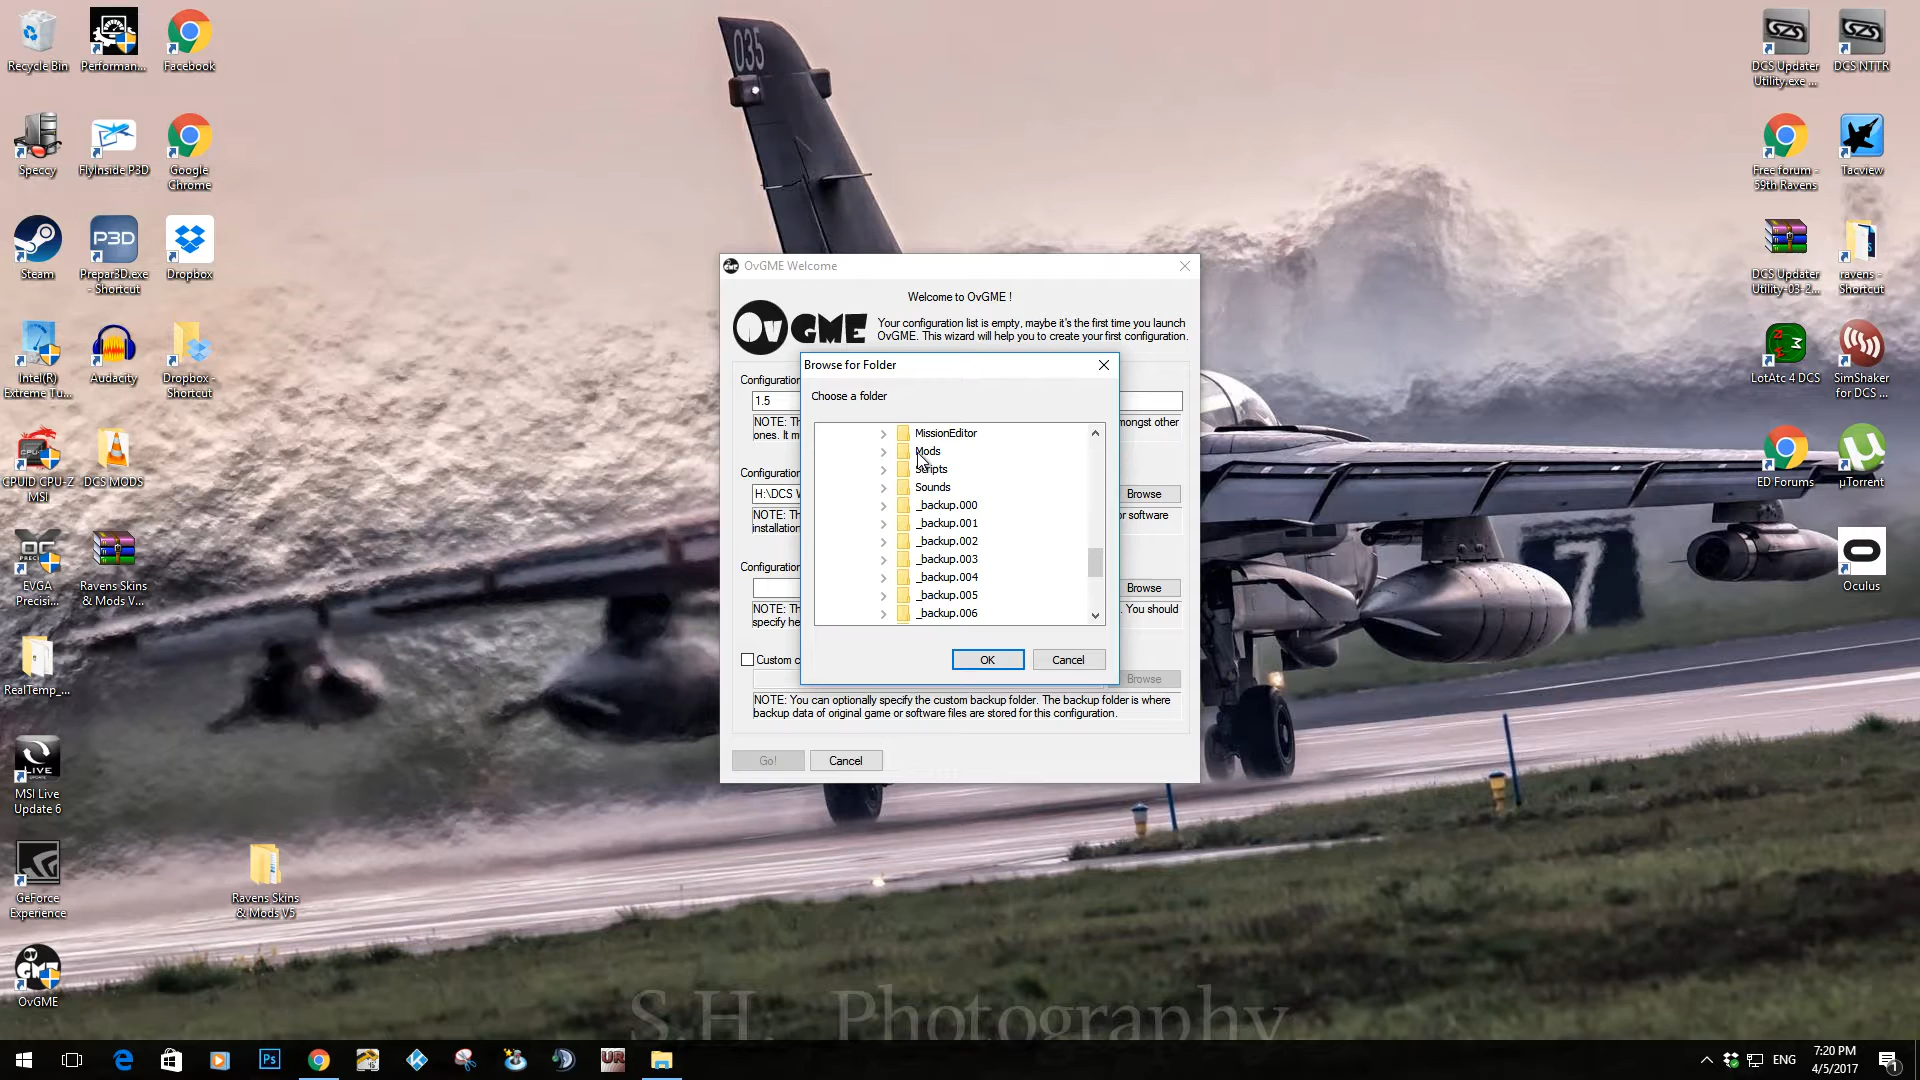 Recycle Bin
Performan...
Facebook
Speccy
FlyInside P3D
Google
Chrome
Steam
P3D
Prepar3D.exe
- Shortcut
Dropbox
Intel(R)
Extreme Tu...
Audacity
Dropbox -
Shortcut
CPUID CPU-Z
MSI
DCS MODS
EVGA
Precisi...
Ravens Skins
& Mods V...
RealTemp_...
LIVE
MSI Live
Update 6
GeForce
Experience
Ravens Skins
& Mods V5
OvGME
035
7
OvGME Welcome
Welcome to OvGME !
OvGME
Your configuration list is empty, maybe it's the first time you launch
OvGME. This wizard will help you to create your first configuration.
Configuration
1.5
NOTE: Th
mongst other
ones. It m
Configuration
H:\DCS W
Browse
NOTE: Th
or software
installation
Configuration
Browse
NOTE: Th
. You should
specify he
Custom c
Browse
NOTE: You can optionally specify the custom backup folder. The backup folder is where
backup data of original game or software files are stored for this configuration.
Go!
Cancel
Browse for Folder
Choose a folder
MissionEditor
Mods
Scripts
Sounds
_backup.000
_backup.001
_backup.002
_backup.003
_backup.004
_backup.005
_backup.006
OK
Cancel
DCS Updater
Utility.exe ...
DCS NTTR
Free forum -
59th Ravens
Tacview
DCS Updater
Utility-03-2...
ravens -
Shortcut
LotAtc 4 DCS
SimShaker
for DCS ...
ED Forums
µTorrent
Oculus
S.H. Photography
Ps
UR
ENG
7:20 PM
4/5/2017
1